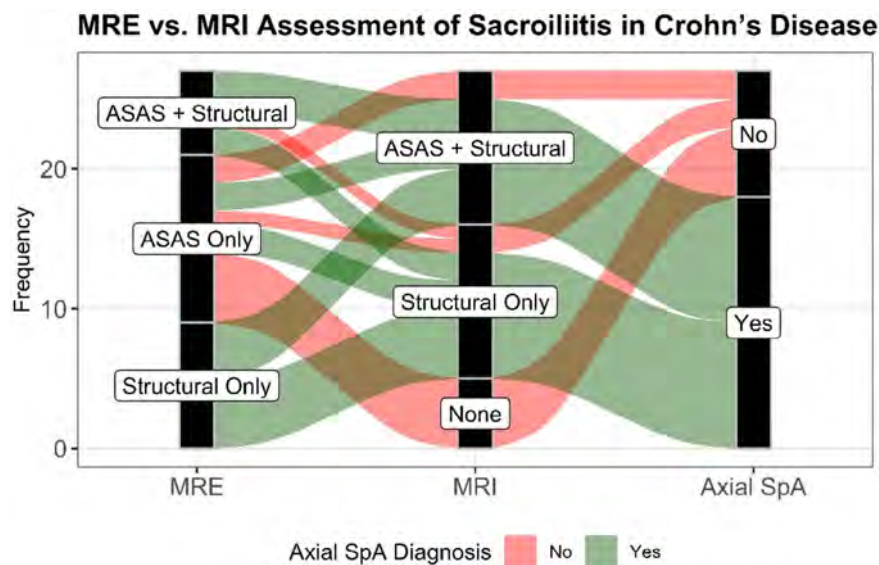 MRE vs. MRI Assessment of Sacroiliitis in Crohn’s Disease
Frequency
20
10
0
ASAS + Structural
ASAS Only
Structural Only
ASAS + Structural
Structural Only
None
No
Yes
MRE
MRI
Axial SpA
Axial SpA Diagnosis No Yes